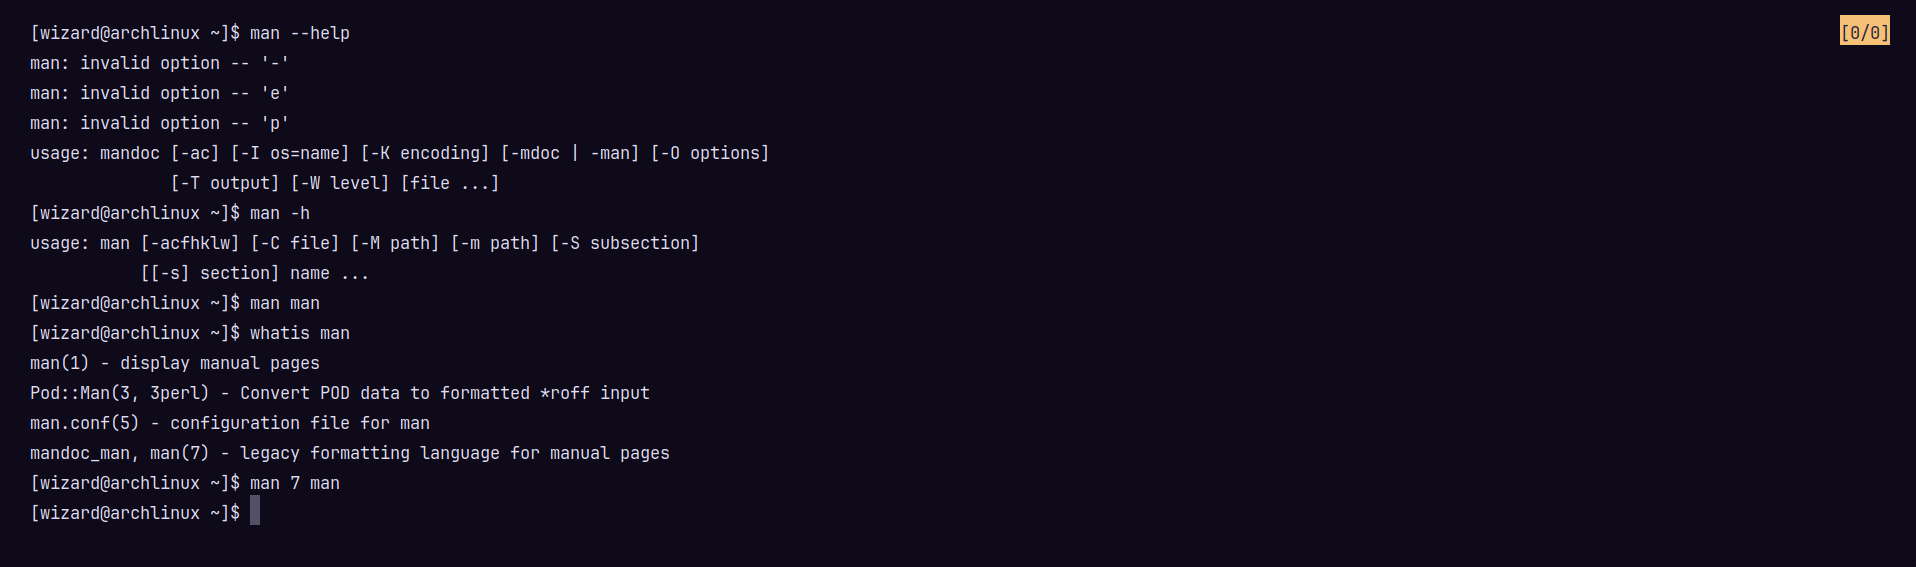 [wizard@archlinux ~]$ man --help
[0/0]
man: invalid option -- '-'
man: invalid option -- 'e'
man: invalid option -- 'p'
usage: mandoc [-ac] [-I os=name] [-K encoding] [-mdoc | -man] [-O options]
              [-T output] [-W level] [file ...]
[wizard@archlinux ~]$ man -h
usage: man [-acfhklw] [-C file] [-M path] [-m path] [-S subsection]
           [[-s] section] name ...
[wizard@archlinux ~]$ man man
[wizard@archlinux ~]$ whatis man
man(1) - display manual pages
Pod::Man(3, 3perl) - Convert POD data to formatted *roff input
man.conf(5) - configuration file for man
mandoc_man, man(7) - legacy formatting language for manual pages
[wizard@archlinux ~]$ man 7 man
[wizard@archlinux ~]$